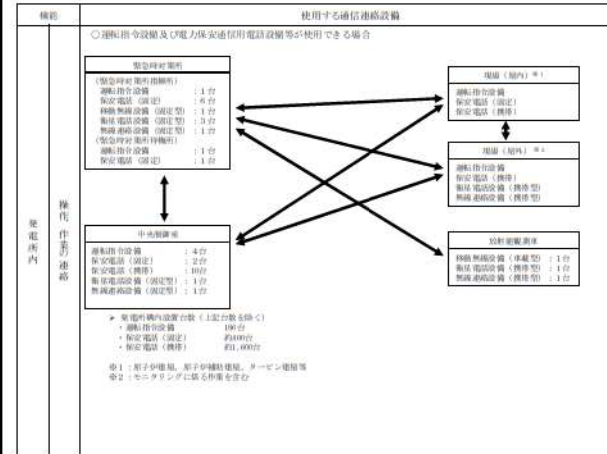 機能
使用する通信連絡設備
○運転指令設備及び電力保安通信用電話設備等が使用できる場合
発電所内
操作、作業の連絡
緊急時対策所
(緊急時対策所指揮所)
運転指令設備 :1台
保安電話(固定) :6台
移動無線設備(固定型) :1台
衛星電話設備(固定型) :3台
無線連絡設備(固定型) :1台
(緊急時対策所待機所)
運転指令設備 :1台
保安電話(固定) :1台
中央制御室
運転指令設備 :4台
保安電話(固定) :2台
保安電話(携帯) :10台
衛星電話設備(固定型) :1台
無線連絡設備(固定型) :1台
現場(屋内)※1
運転指令設備
保安電話(固定)
保安電話(携帯)
現場(屋外)※2
運転指令設備
保安電話(携帯)
衛星電話設備(携帯型)
無線連絡設備(携帯型)
放射能観測車
移動無線設備(車載型) :1台
衛星電話設備(携帯型) :1台
無線連絡設備(携帯型) :1台
➤ 発電所構内設置台数(上記台数を除く)
・運転指令設備 190台
・保安電話(固定) 約400台
・保安電話(携帯) 約1,600台
※1:原子炉建屋、原子炉補助建屋、タービン建屋等
※2:モニタリングに係る作業を含む